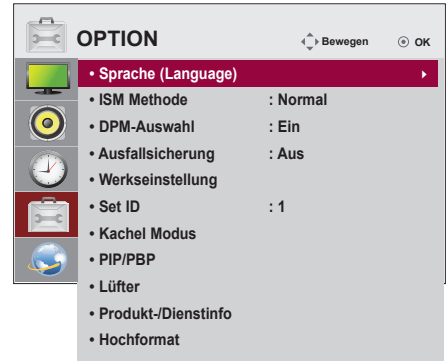 OPTION Bewegen OK
• Sprache (Language)
• ISM Methode : Normal
• DPM-Auswahl : Ein
• Ausfallsicherung : Aus
• Werkseinstellung
• Set ID : 1
• Kachel Modus
• PIP/PBP
• Lüfter
• Produkt-/Dienstinfo
• Hochformat